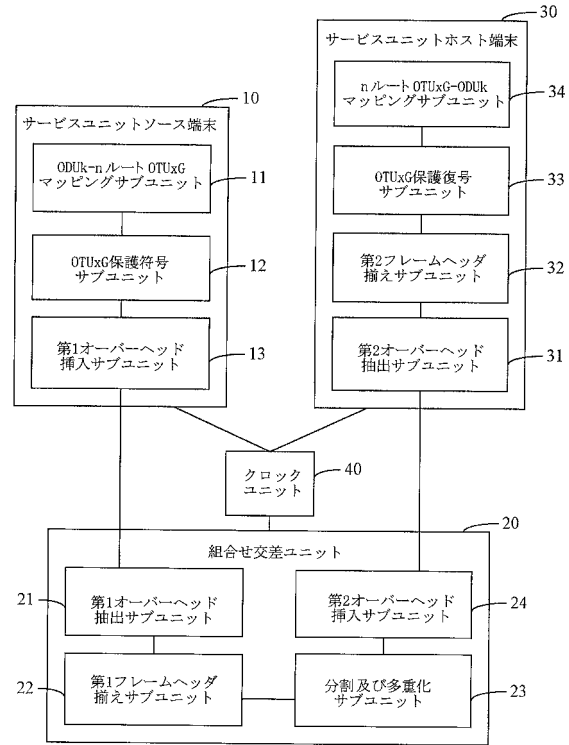 30
サービスユニットホスト端末
nルートOTUxG-ODUk
マッピングサブユニット
34
OTUxG保護復号
サブユニット
33
第2フレームヘッダ
揃えサブユニット
32
第2オーバーヘッド
抽出サブユニット
31
10
サービスユニットソース端末
ODUk-nルートOTUxG
マッピングサブユニット
11
OTUxG保護符号
サブユニット
12
第1オーバーヘッド
挿入サブユニット
13
クロック
ユニット
40
20
組合せ交差ユニット
21
第1オーバーヘッド
抽出サブユニット
第2オーバーヘッド
挿入サブユニット
24
22
第1フレームヘッダ
揃えサブユニット
分割及び多重化
サブユニット
23